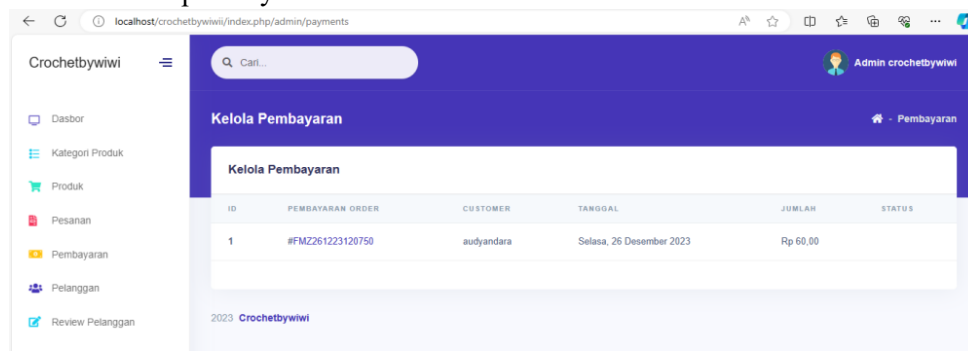 localhost/crochetbywiwii/index.php/admin/payments
Crochetbywiwi
Cari...
Admin crochetbywiwi
Dasbor
Kategori Produk
Produk
Pesanan
Pembayaran
Pelanggan
Review Pelanggan
Kelola Pembayaran
- Pembayaran
Kelola Pembayaran
ID PEMBAYARAN ORDER CUSTOMER TANGGAL JUMLAH STATUS
1 #FMZ261223120750 audyandara Selasa, 26 Desember 2023 Rp 60,00
2023 Crochetbywiwi